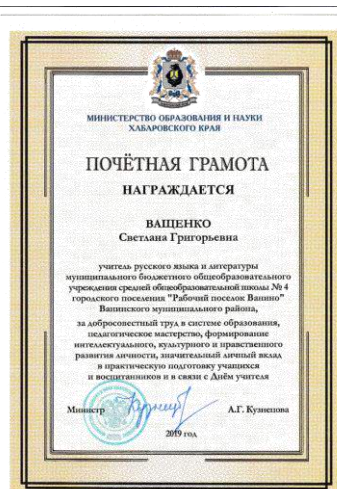 МИНИСТЕРСТВО ОБРАЗОВАНИЯ И НАУКИ
ХАБАРОВСКОГО КРАЯ
ПОЧЁТНАЯ ГРАМОТА
НАГРАЖДАЕТСЯ
ВАЩЕНКО
Светлана Григорьевна
учитель русского языка и литературы
муниципального бюджетного общеобразовательного
учреждения средней общеобразовательной школы № 4
городского поселения "Рабочий поселок Ванино"
Ванинского муниципального района,
за добросовестный труд в системе образования,
педагогическое мастерство, формирование
интеллектуального, культурного и нравственного
развития личности, значительный личный вклад
в практическую подготовку учащихся
и воспитанников и в связи с Днём учителя
Министр А.Г. Кузнецова
2019 год